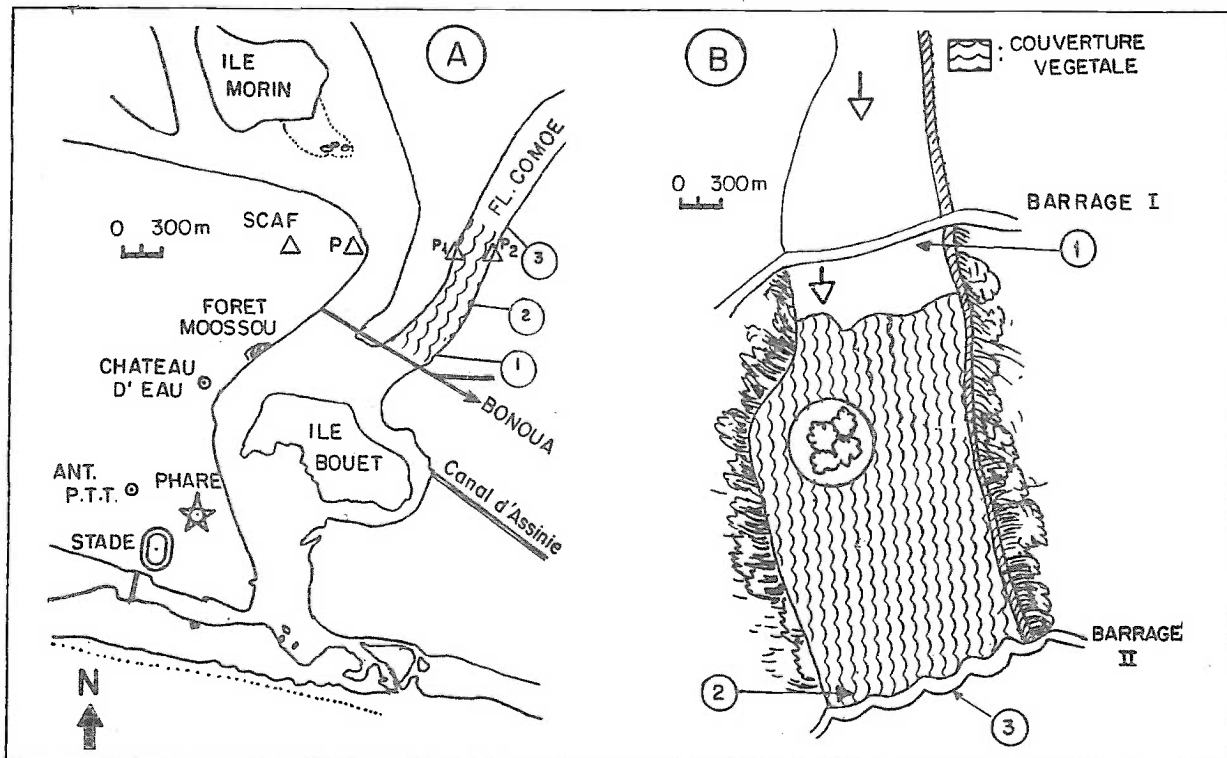 A
ILE
MORIN
FL. COMOE
0 300m
SCAF
P
P1
P2
3
2
1
FORET
MOOSSOU
CHATEAU
D'EAU
BONOUA
ILE
BOUET
ANT.
P.T.T.
PHARE
Canal d'Assinie
STADE
N
B
: COUVERTURE
VEGETALE
0 300m
BARRAGE I
1
BARRAGE
II
2
3